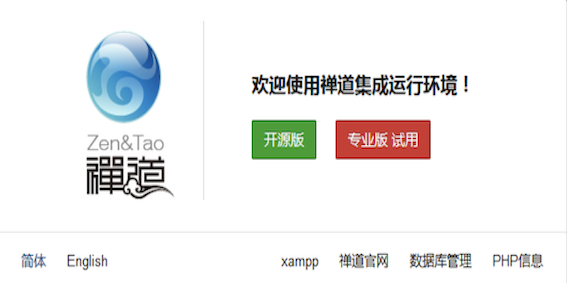 Zen&Tao
禪道
欢迎使用禅道集成运行环境！
开源版 专业版 试用
简体 English xampp 禅道官网 数据库管理 PHP信息